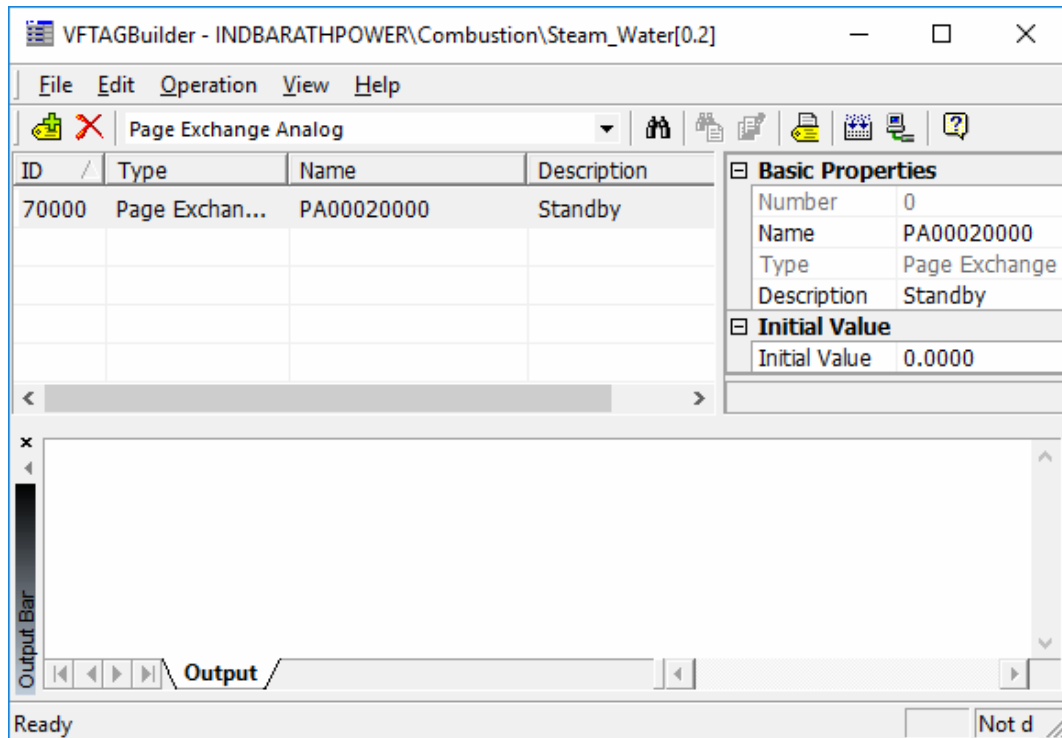 VFTAGBuilder - INDBARATHPOWER\Combustion\Steam_Water[0.2]
File Edit Operation View Help
Page Exchange Analog
ID Type Name Description
70000 Page Exchan... PA00020000 Standby
Basic Properties
Number 0
Name PA00020000
Type Page Exchange
Description Standby
Initial Value
Initial Value 0.0000
Output Bar
Output
Ready Not d